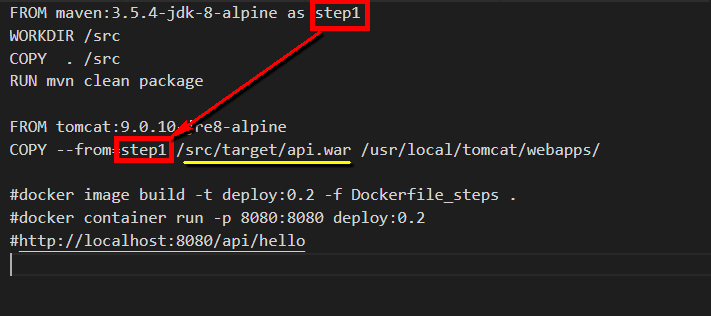 FROM maven:3.5.4-jdk-8-alpine as step1
WORKDIR /src
COPY  . /src
RUN mvn clean package
FROM tomcat:9.0.10-jre8-alpine
COPY --from=step1 /src/target/api.war /usr/local/tomcat/webapps/
#docker image build -t deploy:0.2 -f Dockerfile_steps .
#docker container run -p 8080:8080 deploy:0.2
#http://localhost:8080/api/hello